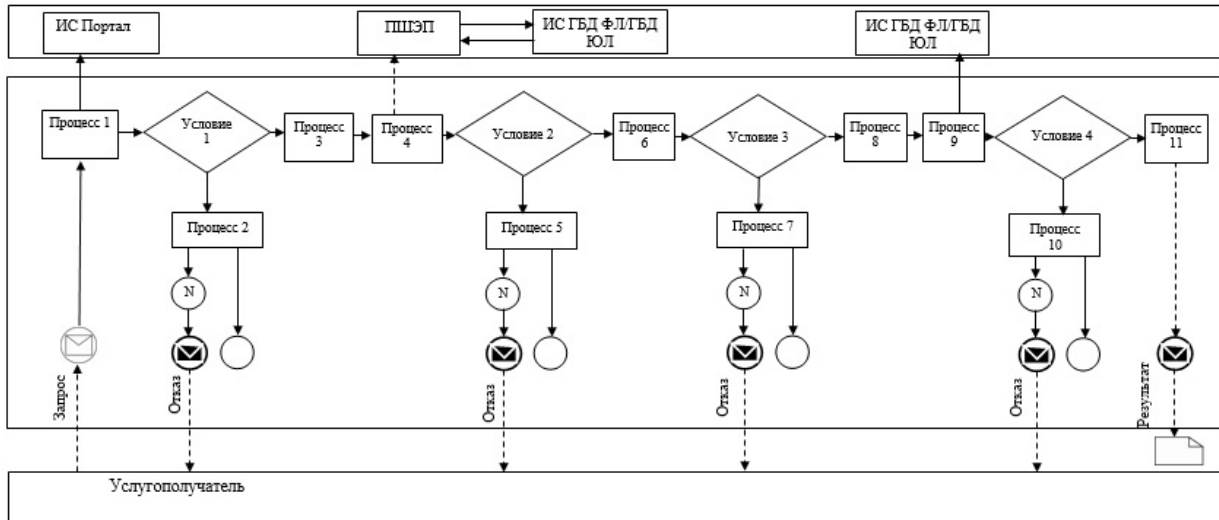 ИС Портал
ПШЭП
ИС ГБД ФЛ/ГБД
ЮЛ
ИС ГБД ФЛ/ГБД
ЮЛ
Процесс 1
Условие
1
Процесс
3
Процесс
4
Условие 2
Процесс
6
Условие 3
Процесс
8
Процесс
9
Условие 4
Процесс
11
Процесс 2
Процесс 5
Процесс 7
Процесс
10
N
N
N
N
Запрос
Отказ
Отказ
Отказ
Отказ
Результат
Услугополучатель